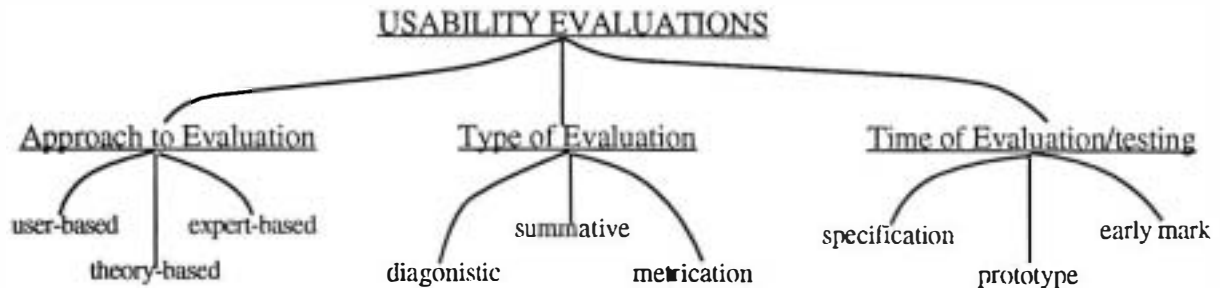 USABILITY EVALUATIONS
Approach to Evaluation
Type of Evaluation
Time of Evaluation/testing
user-based
expert-based
theory-based
diagonistic
summative
metrication
specification
early mark
prototype